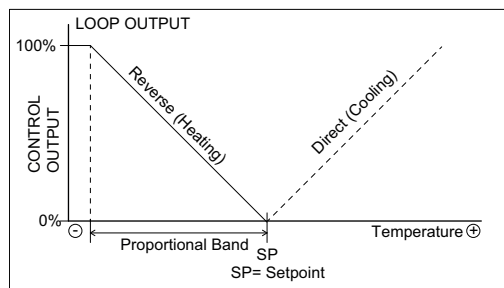 LOOP OUTPUT
100%
CONTROL
OUTPUT
Reverse (Heating)
Direct (Cooling)
0%
⊖
Temperature ⊕
Proportional Band
SP
SP= Setpoint